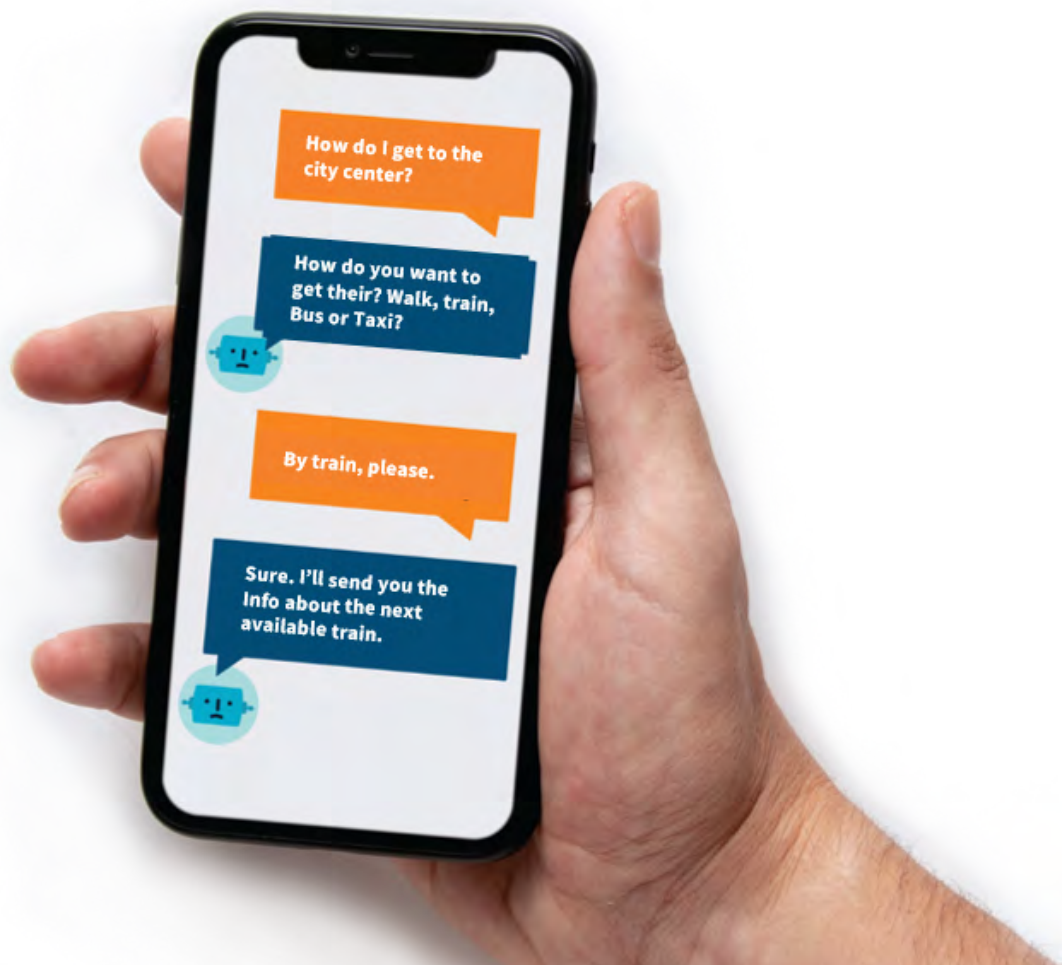 How do I get to the
city center?
How do you want to
get their? Walk, train,
Bus or Taxi?
By train, please.
Sure. I'll send you the
Info about the next
available train.